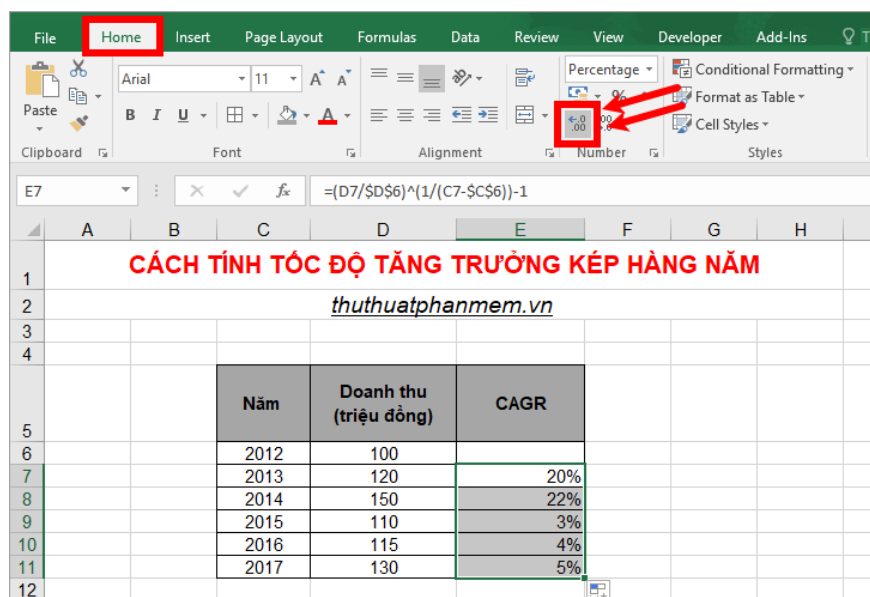 File Home Insert Page Layout Formulas Data Review View Developer Add-Ins
Arial 11 A A Percentage Conditional Formatting
Paste B I U A % Format as Table
Cell Styles
Clipboard Font Alignment Number Styles
E7 fx =(D7/$D$6)^(1/(C7-$C$6))-1
A B C D E F G H
1 CÁCH TÍNH TỐC ĐỘ TĂNG TRƯỞNG KÉP HÀNG NĂM
2 thuthuatphanmem.vn
3
4
5 Năm Doanh thu (triệu đồng) CAGR
6 2012 100
7 2013 120 20%
8 2014 150 22%
9 2015 110 3%
10 2016 115 4%
11 2017 130 5%
12